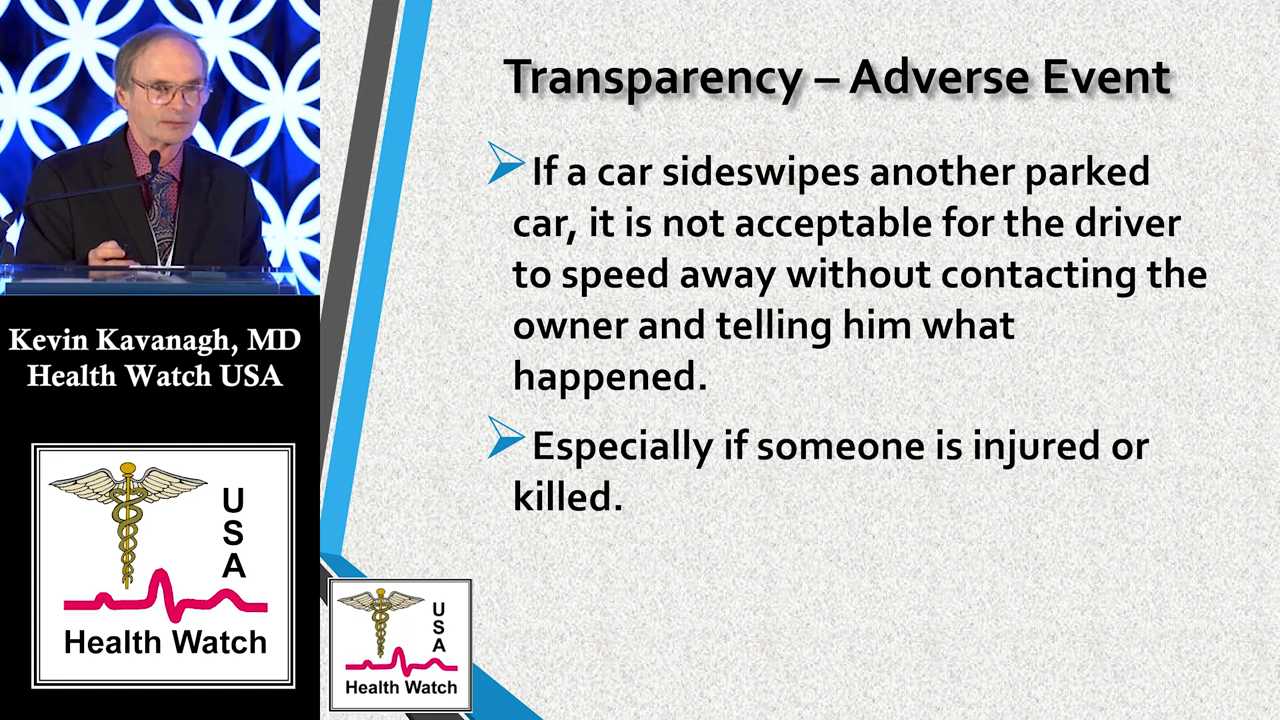 Transparency – Adverse Event
If a car sideswipes another parked
car, it is not acceptable for the driver
to speed away without contacting the
owner and telling him what
happened.
Especially if someone is injured or
killed.
Kevin Kavanagh, MD
Health Watch USA
U
S
A
Health Watch
U
S
A
Health Watch